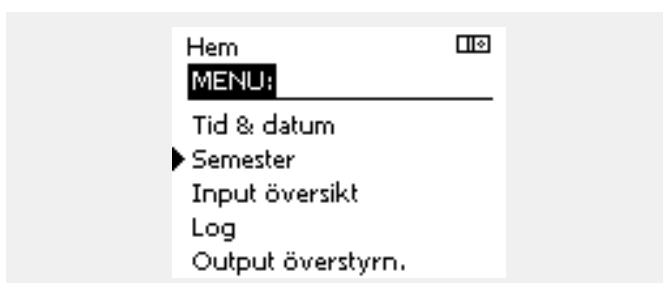 Hem
MENU:
Tid & datum
Semester
Input översikt
Log
Output överstyrn.